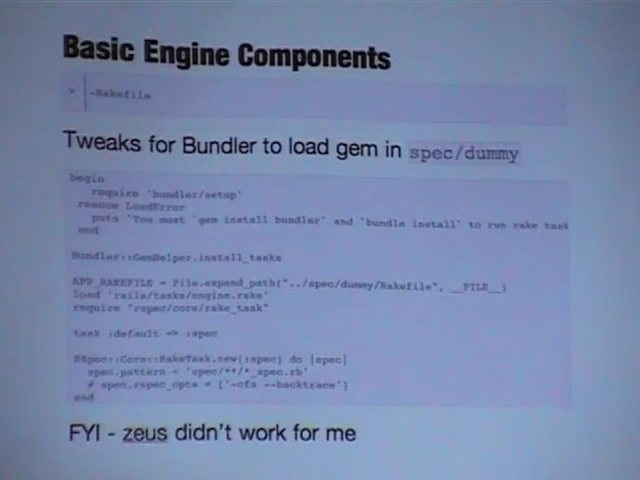 Basic Engine Components
> |-Rakefile
Tweaks for Bundler to load gem in spec/dummy
begin
require 'bundler/setup'
rescue LoadError
puts 'You must `gem install bundler` and `bundle install` to run rake task
end
Bundler::GemHelper.install_tasks
APP_RAKEFILE = File.expand_path("../spec/dummy/Rakefile", __FILE__)
load 'rails/tasks/engine.rake'
require "rspec/core/rake_task"
task :default => :spec
RSpec::Core::RakeTask.new(:spec) do |spec|
spec.pattern = 'spec/**/*_spec.rb'
# spec.rspec_opts = ['-cfs --backtrace']
end
FYI - zeus didn't work for me